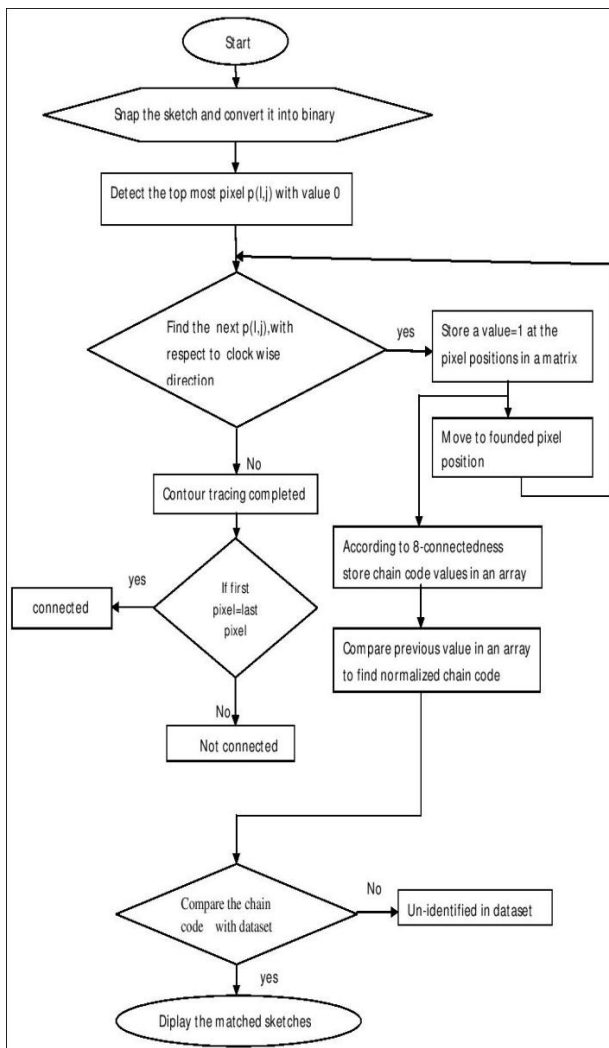 Start
Snap the sketch and convert it into binary
Detect the top most pixel p(I,j) with value 0
Find the next p(I,j),with
respect to clock wise
direction
yes
Store a value=1 at the
pixel positions in a matrix
Move to founded pixel
position
No
Contour tracing completed
According to 8-connectedness
store chain code values in an array
yes
If first
pixel=last
pixel
connected
Compare previous value in an array
to find normalized chain code
No
Not connected
Compare the chain
code with dataset
No
Un-identified in dataset
yes
Diplay the matched sketches